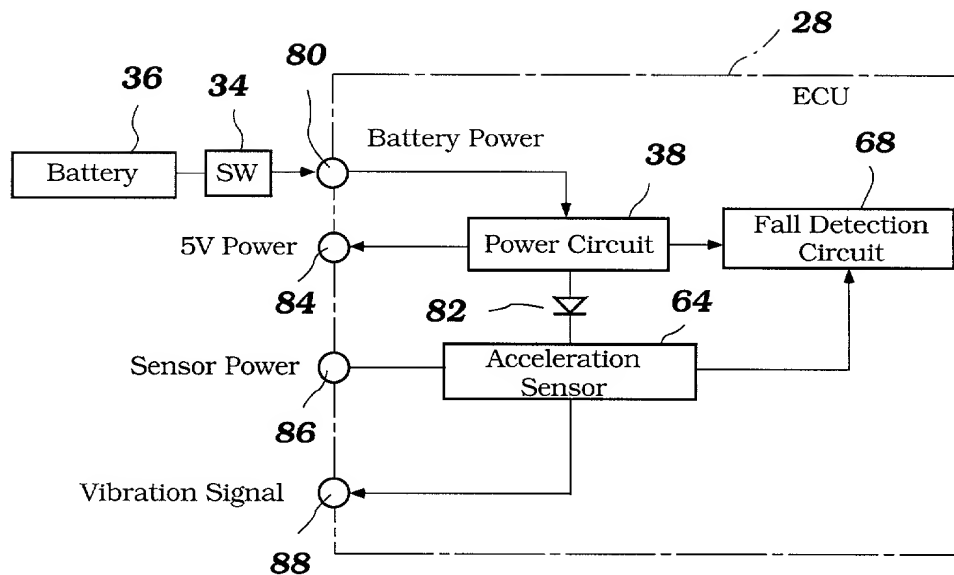 28
80
36
34
ECU
Battery Power
38
68
Battery
SW
Fall Detection
Circuit
5V Power
Power Circuit
84
82
64
Sensor Power
Acceleration
Sensor
86
Vibration Signal
88